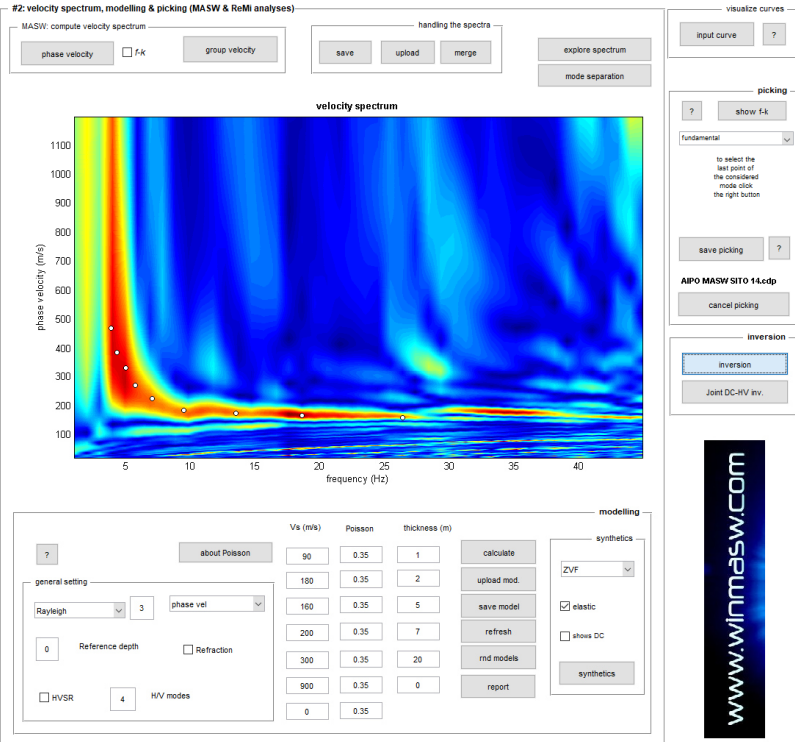 #2: velocity spectrum, modelling & picking (MASW & ReMi analyses)
MASW: compute velocity spectrum
phase velocity
f-k
group velocity
handling the spectra
save
upload
merge
explore spectrum
mode separation
visualize curves
input curve
?
picking
?
show f-k
fundamental
to select the
last point of
the considered
mode click
the right button
save picking
?
AIPO MASW SITO 14.cdp
cancel picking
inversion
inversion
Joint DC-HV inv.
www.winmasw.com
velocity spectrum
phase velocity (m/s)
1100
1000
900
800
700
600
500
400
300
200
100
5 10 15 20 25 30 35 40
frequency (Hz)
modelling
?
about Poisson
general setting
Rayleigh
3
phase vel
0
Reference depth
Refraction
HVSR
4
H/V modes
Vs (m/s) Poisson thickness (m)
90 0.35 1
180 0.35 2
160 0.35 5
200 0.35 7
300 0.35 20
900 0.35 0
0 0.35
calculate
upload mod.
save model
refresh
rnd models
report
synthetics
ZVF
elastic
shows DC
synthetics